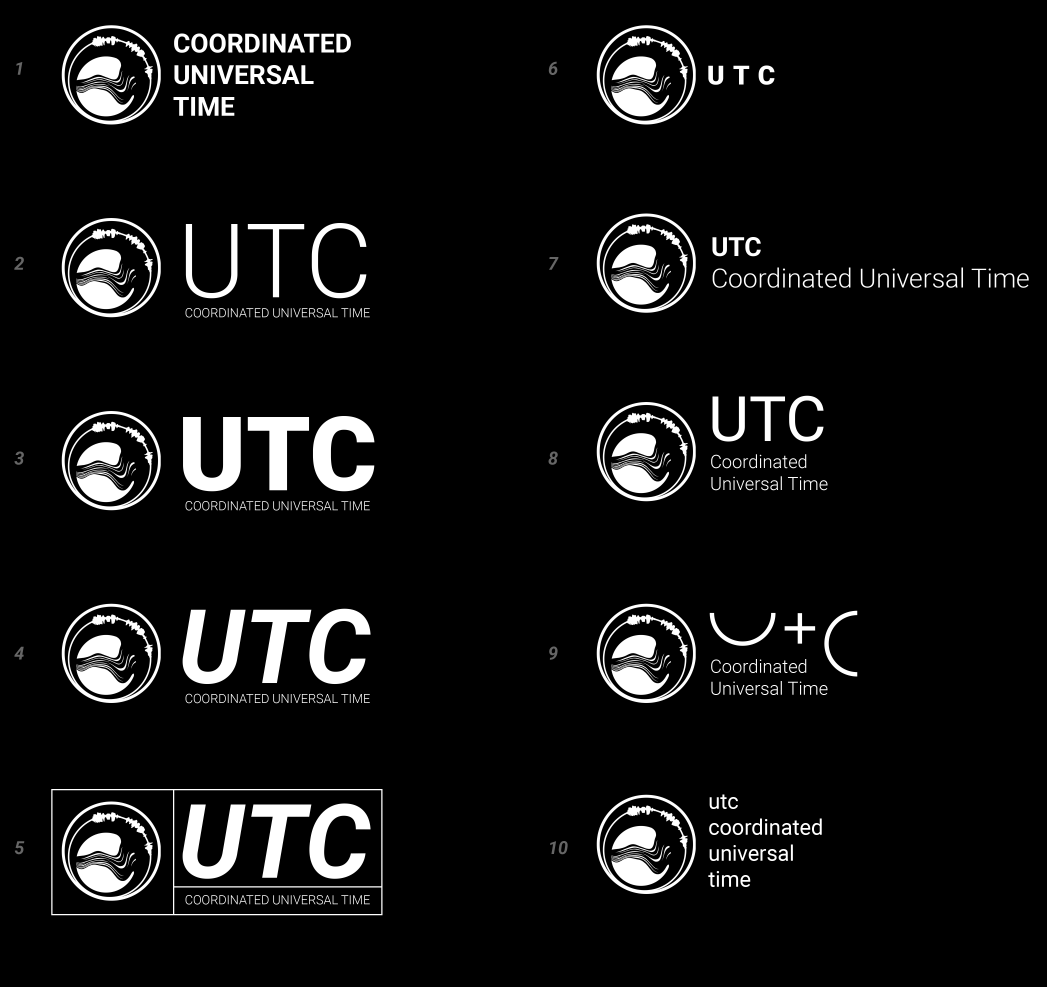 1
COORDINATED
UNIVERSAL
TIME
2
UTC
COORDINATED UNIVERSAL TIME
3
UTC
COORDINATED UNIVERSAL TIME
4
UTC
COORDINATED UNIVERSAL TIME
5
UTC
COORDINATED UNIVERSAL TIME
6
U T C
7
UTC
Coordinated Universal Time
8
UTC
Coordinated
Universal Time
9
U+C
Coordinated
Universal Time
10
utc
coordinated
universal
time